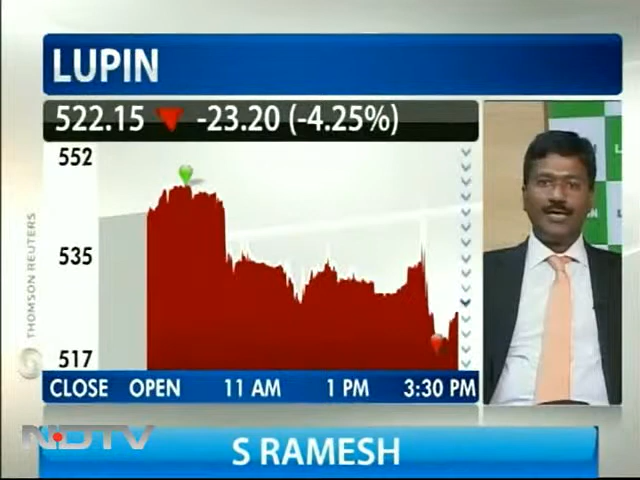 LUPIN
522.15 -23.20 (-4.25%)
552
535
517
CLOSE OPEN 11 AM 1 PM 3:30 PM
THOMSON REUTERS
NDTV
S RAMESH